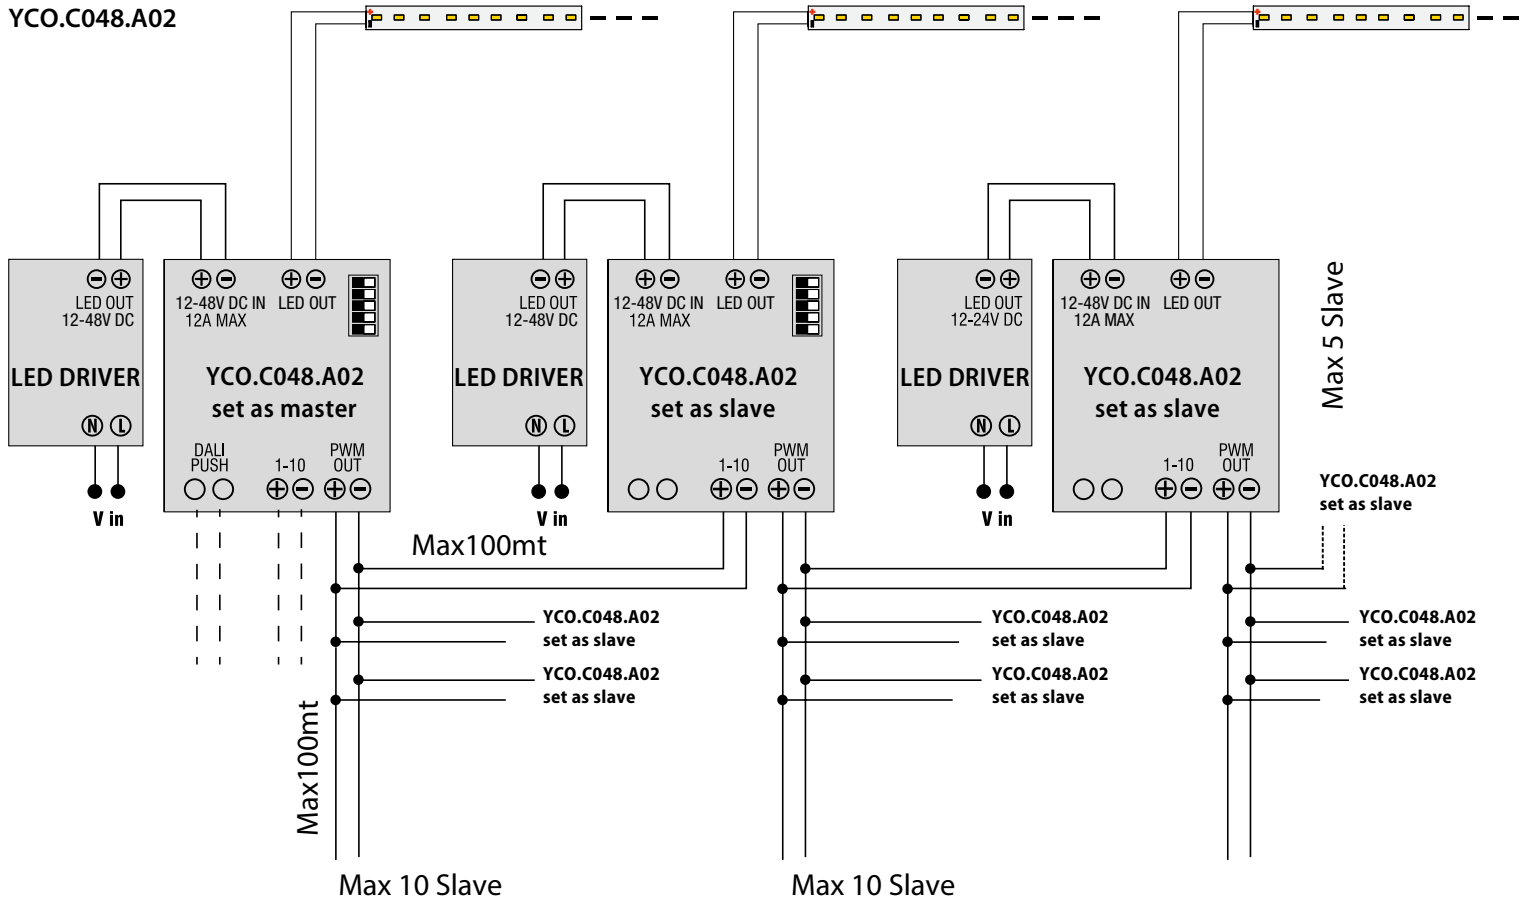 YCO.C048.A02
LED OUT
12-48V DC
LED DRIVER
N L
V in
12-48V DC IN
12A MAX
LED OUT
YCO.C048.A02
set as master
DALI
PUSH
1-10
PWM
OUT
LED OUT
12-48V DC
LED DRIVER
N L
V in
12-48V DC IN
12A MAX
LED OUT
YCO.C048.A02
set as slave
1-10
PWM
OUT
LED OUT
12-24V DC
LED DRIVER
N L
V in
12-48V DC IN
12A MAX
LED OUT
YCO.C048.A02
set as slave
1-10
PWM
OUT
Max 5 Slave
YCO.C048.A02
set as slave
Max100mt
YCO.C048.A02
set as slave
YCO.C048.A02
set as slave
YCO.C048.A02
set as slave
YCO.C048.A02
set as slave
YCO.C048.A02
set as slave
YCO.C048.A02
set as slave
Max100mt
Max 10 Slave
Max 10 Slave